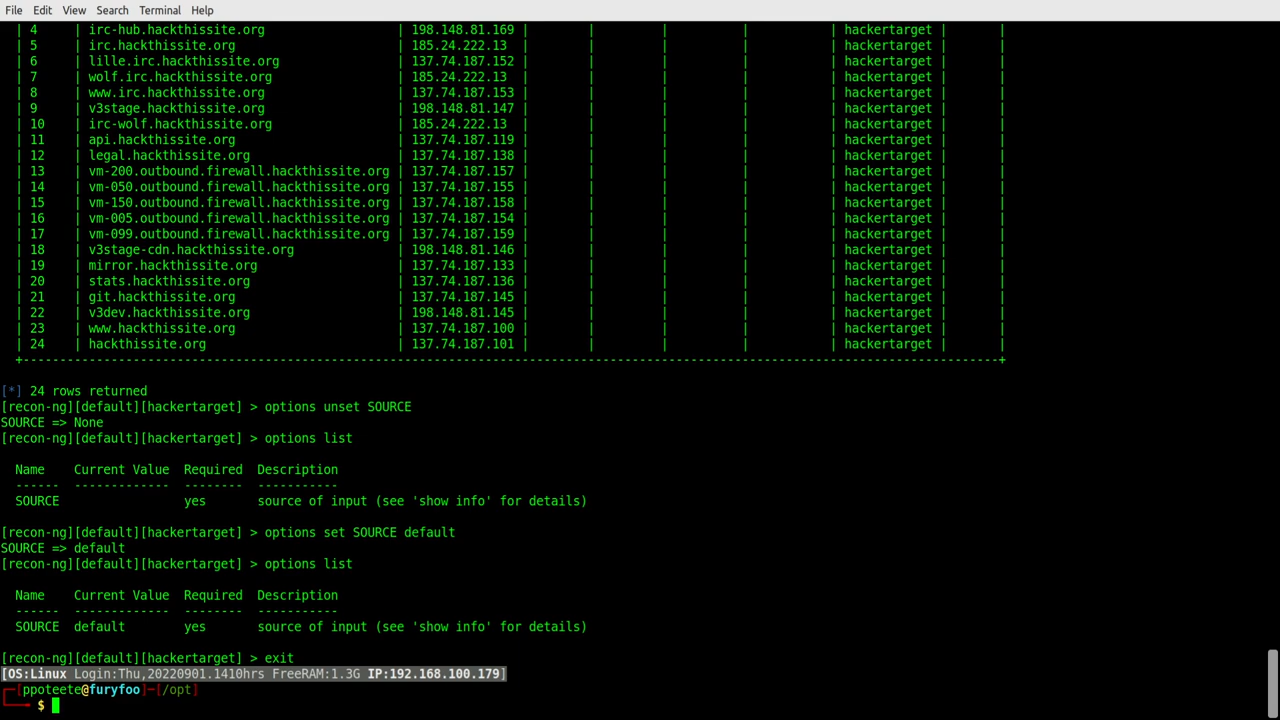 File Edit View Search Terminal Help
| 4 | irc-hub.hackthissite.org | 198.148.81.169 | | | | | hackertarget | |
| 5 | irc.hackthissite.org | 185.24.222.13 | | | | | hackertarget | |
| 6 | lille.irc.hackthissite.org | 137.74.187.152 | | | | | hackertarget | |
| 7 | wolf.irc.hackthissite.org | 185.24.222.13 | | | | | hackertarget | |
| 8 | www.irc.hackthissite.org | 137.74.187.153 | | | | | hackertarget | |
| 9 | v3stage.hackthissite.org | 198.148.81.147 | | | | | hackertarget | |
| 10 | irc-wolf.hackthissite.org | 185.24.222.13 | | | | | hackertarget | |
| 11 | api.hackthissite.org | 137.74.187.119 | | | | | hackertarget | |
| 12 | legal.hackthissite.org | 137.74.187.138 | | | | | hackertarget | |
| 13 | vm-200.outbound.firewall.hackthissite.org | 137.74.187.157 | | | | | hackertarget | |
| 14 | vm-050.outbound.firewall.hackthissite.org | 137.74.187.155 | | | | | hackertarget | |
| 15 | vm-150.outbound.firewall.hackthissite.org | 137.74.187.158 | | | | | hackertarget | |
| 16 | vm-005.outbound.firewall.hackthissite.org | 137.74.187.154 | | | | | hackertarget | |
| 17 | vm-099.outbound.firewall.hackthissite.org | 137.74.187.159 | | | | | hackertarget | |
| 18 | v3stage-cdn.hackthissite.org | 198.148.81.146 | | | | | hackertarget | |
| 19 | mirror.hackthissite.org | 137.74.187.133 | | | | | hackertarget | |
| 20 | stats.hackthissite.org | 137.74.187.136 | | | | | hackertarget | |
| 21 | git.hackthissite.org | 137.74.187.145 | | | | | hackertarget | |
| 22 | v3dev.hackthissite.org | 198.148.81.145 | | | | | hackertarget | |
| 23 | www.hackthissite.org | 137.74.187.100 | | | | | hackertarget | |
| 24 | hackthissite.org | 137.74.187.101 | | | | | hackertarget | |
+--------------------------------------------------------------------------------------------------------------------------------------+
[*] 24 rows returned
[recon-ng][default][hackertarget] > options unset SOURCE
SOURCE => None
[recon-ng][default][hackertarget] > options list
Name Current Value Required Description
------ ------------- -------- -----------
SOURCE yes source of input (see 'show info' for details)
[recon-ng][default][hackertarget] > options set SOURCE default
SOURCE => default
[recon-ng][default][hackertarget] > options list
Name Current Value Required Description
------ ------------- -------- -----------
SOURCE default yes source of input (see 'show info' for details)
[recon-ng][default][hackertarget] > exit
[OS:Linux Login:Thu,20220901.1410hrs FreeRAM:1.3G IP:192.168.100.179]
[ppoteete@furyfoo]-[/opt]
$